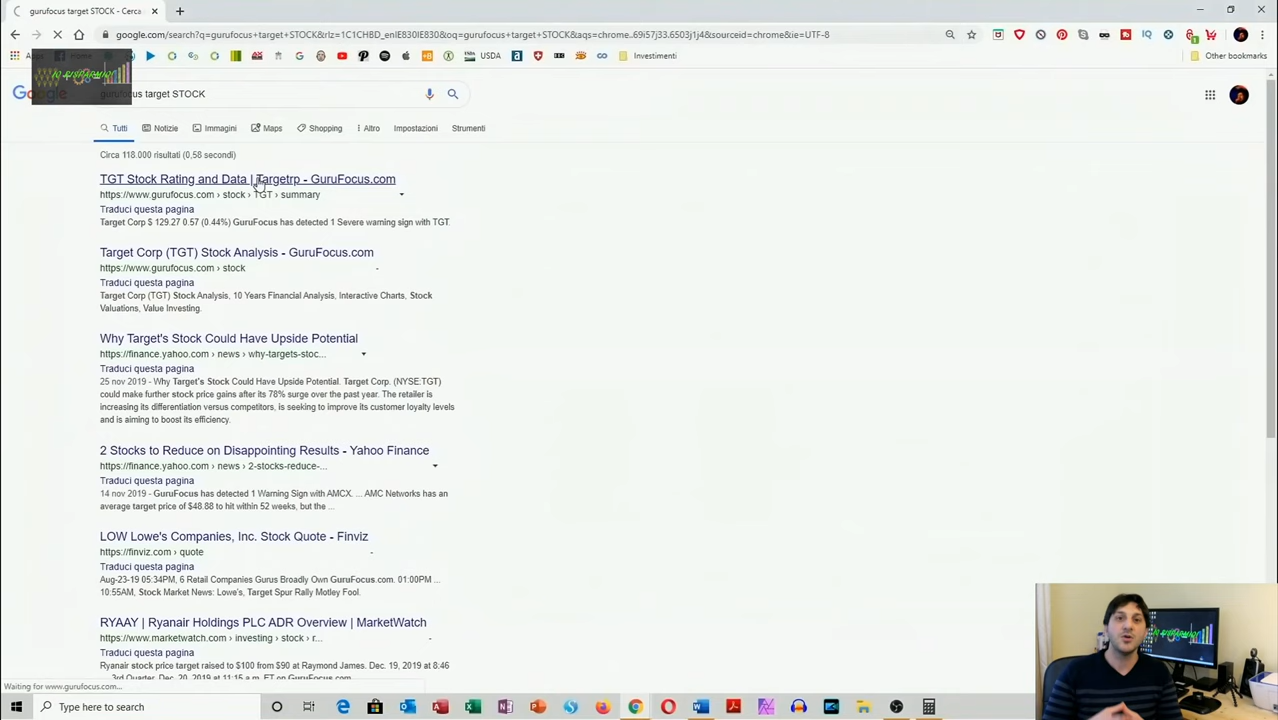 gurufocus target STOCK - Cerca
google.com/search?q=gurufocus+target+STOCK&rlz=1C1CHBD_enIE830IE830&oq=gurufocus+target+STOCK&aqs=chrome..69i57j33.6503j1j4&sourceid=chrome&ie=UTF-8
Apps
Home
USDA
Investimenti
Other bookmarks
Google
gurufocus target STOCK
Tutti
Notizie
Immagini
Maps
Shopping
Altro
Impostazioni
Strumenti
Circa 118.000 risultati (0,58 secondi)
TGT Stock Rating and Data | Targetrp - GuruFocus.com
https://www.gurufocus.com › stock › TGT › summary
Traduci questa pagina
Target Corp $ 129.27 0.57 (0.44%) GuruFocus has detected 1 Severe warning sign with TGT.
Target Corp (TGT) Stock Analysis - GuruFocus.com
https://www.gurufocus.com › stock
Traduci questa pagina
Target Corp (TGT) Stock Analysis, 10 Years Financial Analysis, Interactive Charts, Stock
Valuations, Value Investing.
Why Target's Stock Could Have Upside Potential
https://finance.yahoo.com › news › why-targets-stoc...
Traduci questa pagina
25 nov 2019 - Why Target's Stock Could Have Upside Potential. Target Corp. (NYSE:TGT)
could make further stock price gains after its 78% surge over the past year. The retailer is
increasing its differentiation versus competitors, is seeking to improve its customer loyalty levels
and is aiming to boost its efficiency.
2 Stocks to Reduce on Disappointing Results - Yahoo Finance
https://finance.yahoo.com › news › 2-stocks-reduce-...
Traduci questa pagina
14 nov 2019 - GuruFocus has detected 1 Warning Sign with AMCX. ... AMC Networks has an
average target price of $48.88 to hit within 52 weeks, but the ...
LOW Lowe's Companies, Inc. Stock Quote - Finviz
https://finviz.com › quote
Traduci questa pagina
Aug-23-19 05:34PM, 6 Retail Companies Gurus Broadly Own GuruFocus.com. 01:00PM ...
10:55AM, Stock Market News: Lowe's, Target Spur Rally Motley Fool.
RYAAY | Ryanair Holdings PLC ADR Overview | MarketWatch
https://www.marketwatch.com › investing › stock › r...
Traduci questa pagina
Ryanair stock price target raised to $100 from $90 at Raymond James. Dec. 19, 2019 at 8:46
3rd Quarter. Dec. 20, 2019 at 11:15 a.m. ET on GuruFocus.com
Waiting for www.gurufocus.com...
Type here to search